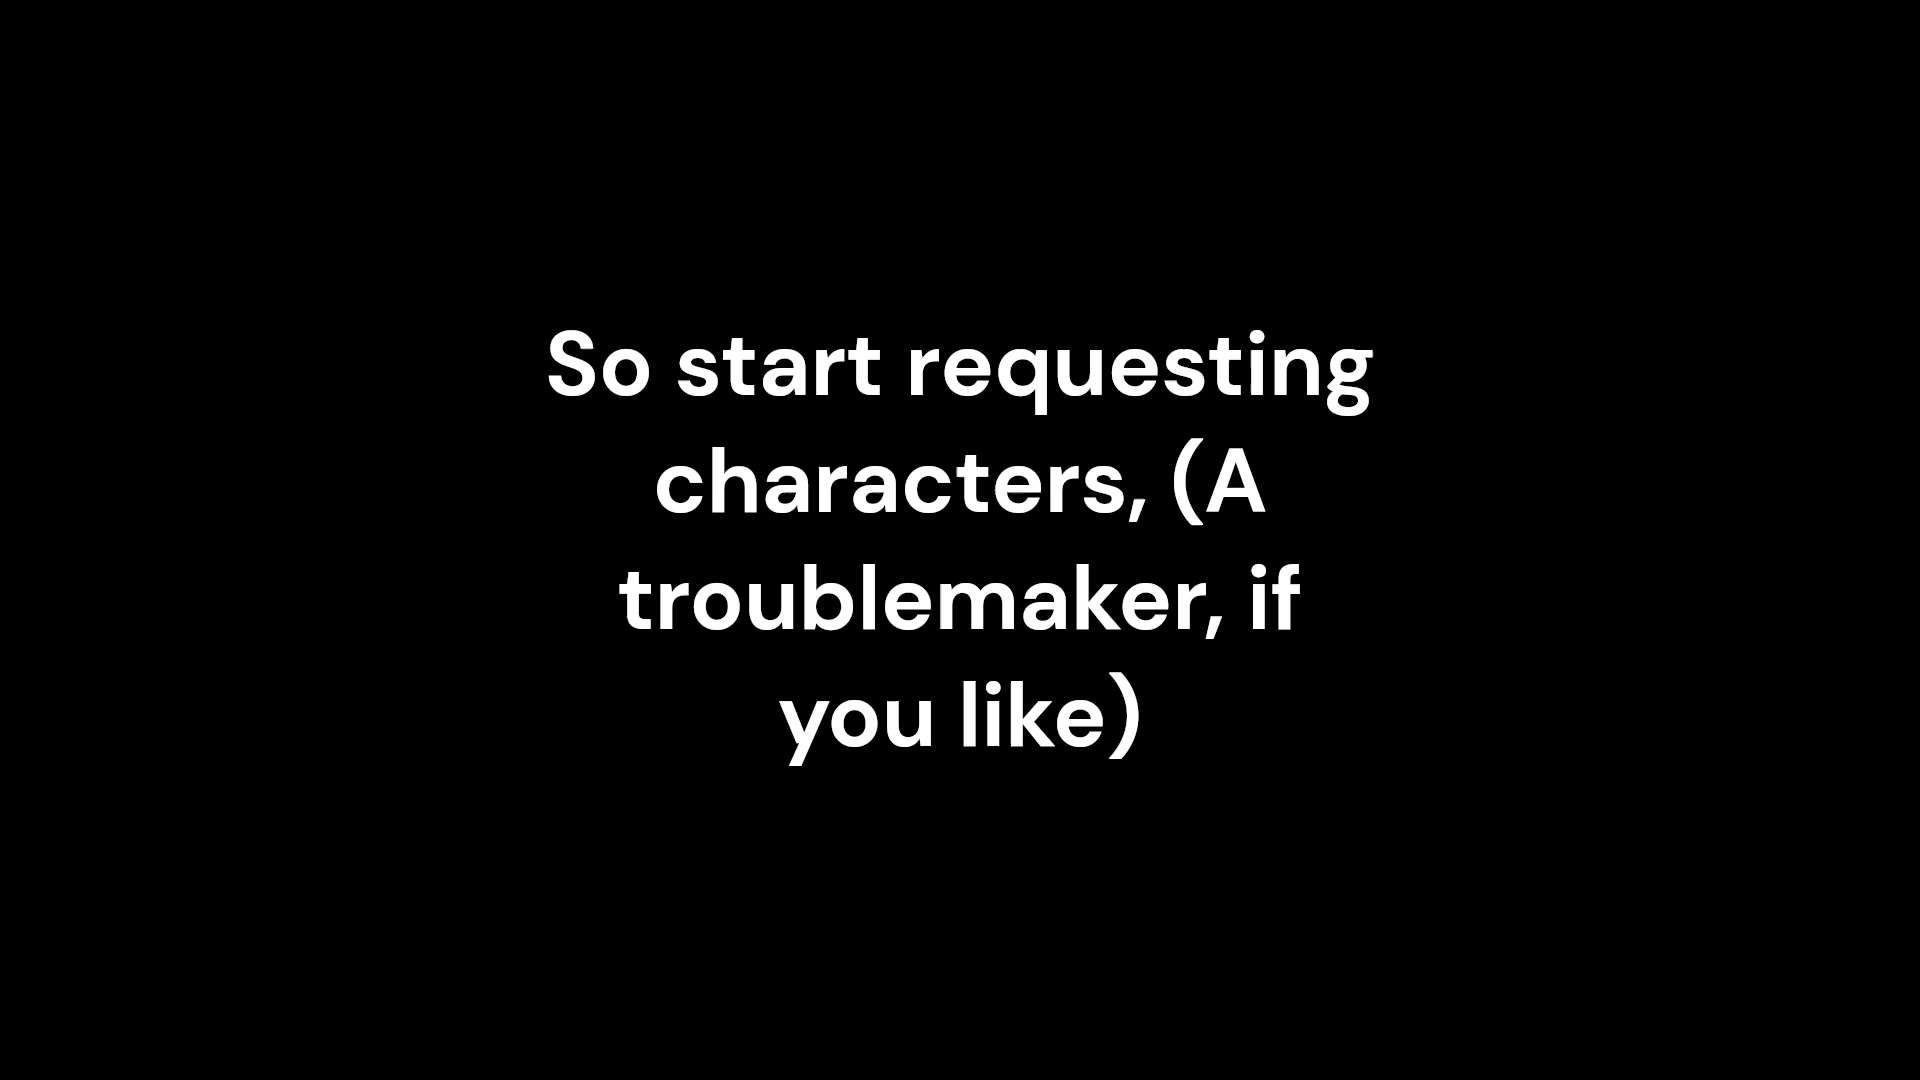 So start requesting
characters, (A
troublemaker, if
you like)